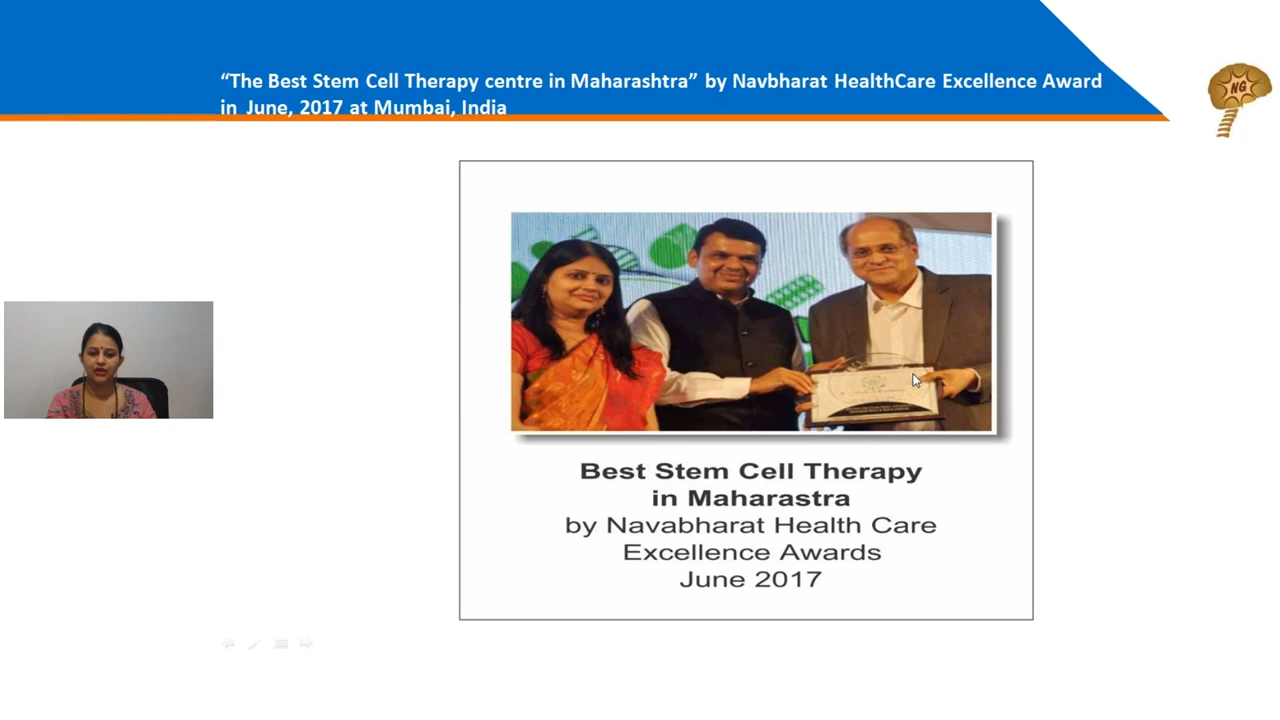 “The Best Stem Cell Therapy centre in Maharashtra” by Navbharat HealthCare Excellence Award
in June, 2017 at Mumbai, India
NG
Best Stem Cell Therapy
in Maharastra
by Navabharat Health Care
Excellence Awards
June 2017